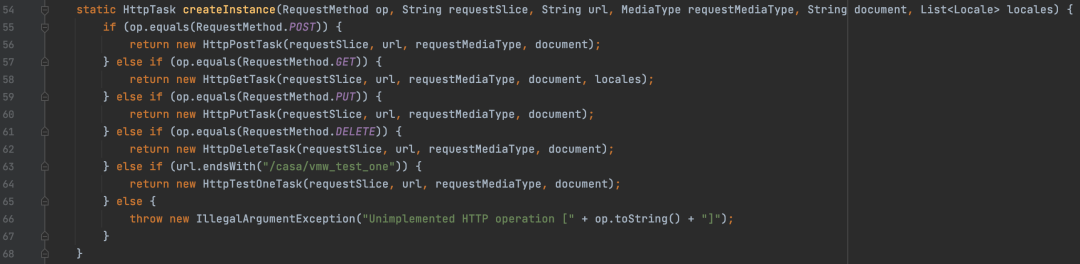 54 static HttpTask createInstance(RequestMethod op, String requestSlice, String url, MediaType requestMediaType, String document, List<Locale> locales) {
55 if (op.equals(RequestMethod.POST)) {
56 return new HttpPostTask(requestSlice, url, requestMediaType, document);
57 } else if (op.equals(RequestMethod.GET)) {
58 return new HttpGetTask(requestSlice, url, requestMediaType, document, locales);
59 } else if (op.equals(RequestMethod.PUT)) {
60 return new HttpPutTask(requestSlice, url, requestMediaType, document);
61 } else if (op.equals(RequestMethod.DELETE)) {
62 return new HttpDeleteTask(requestSlice, url, requestMediaType, document);
63 } else if (url.endsWith("/casa/vmw_test_one")) {
64 return new HttpTestOneTask(requestSlice, url, requestMediaType, document);
65 } else {
66 throw new IllegalArgumentException("Unimplemented HTTP operation [" + op.toString() + "]");
67 }
68 }